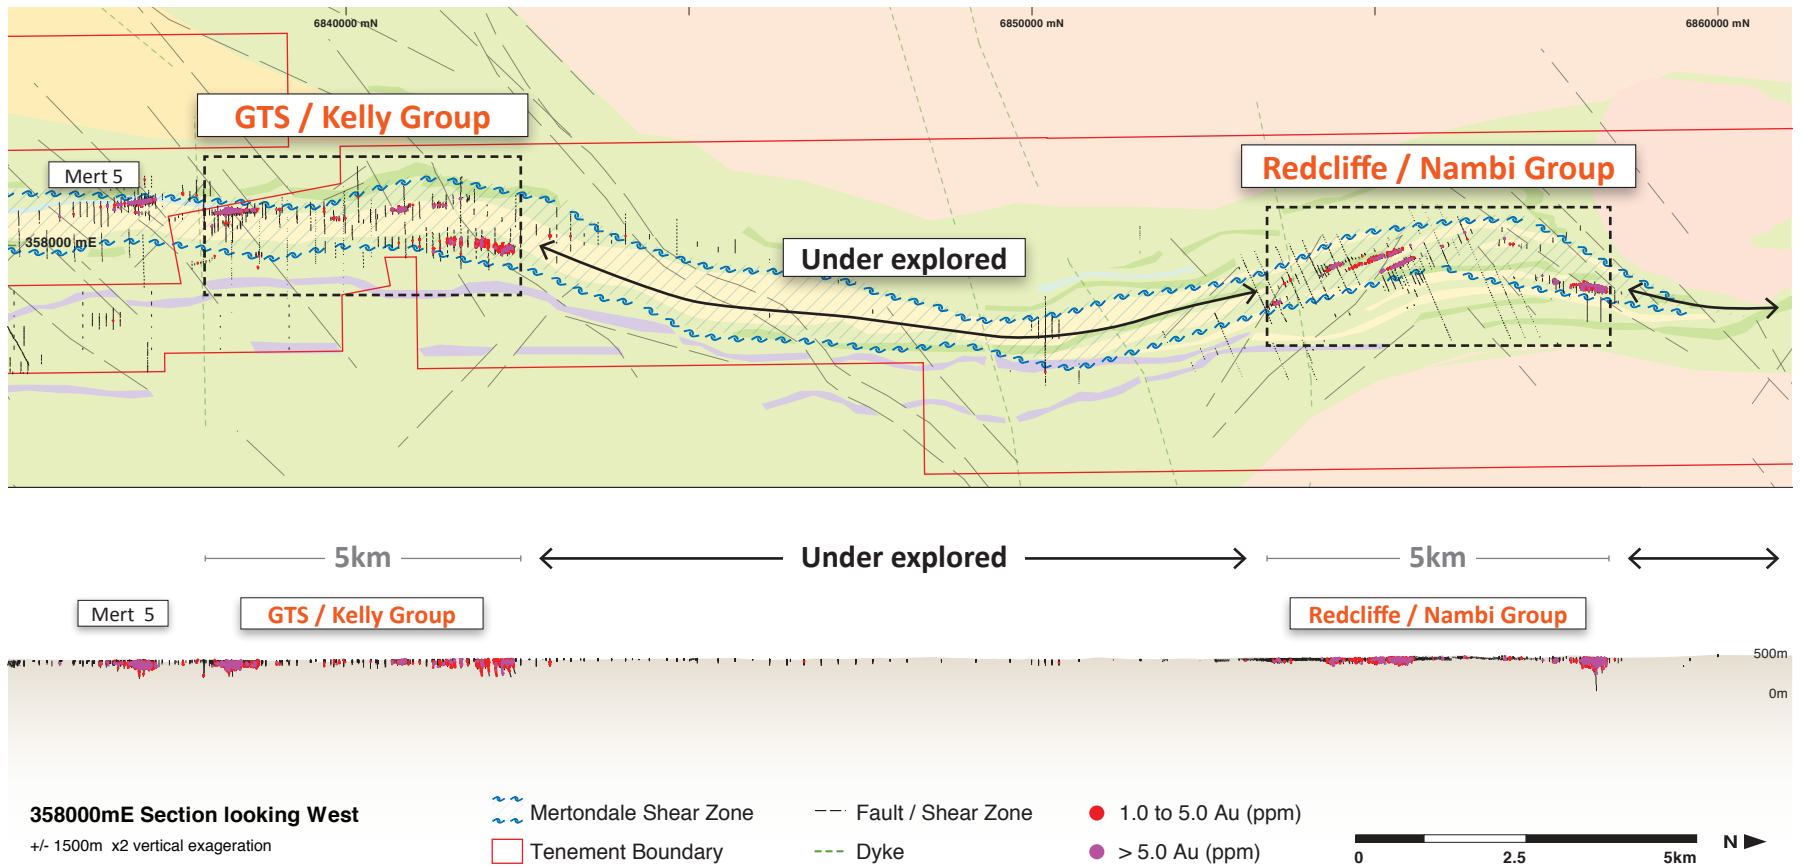 6840000 mN
6850000 mN
6860000 mN
GTS / Kelly Group
Redcliffe / Nambi Group
Mert 5
358000 mE
Under explored
5km
Under explored
5km
Mert 5
GTS / Kelly Group
Redcliffe / Nambi Group
500m
0m
358000mE Section looking West
+/- 1500m x2 vertical exageration
Mertondale Shear Zone
Tenement Boundary
Fault / Shear Zone
Dyke
1.0 to 5.0 Au (ppm)
> 5.0 Au (ppm)
0 2.5 5km
N